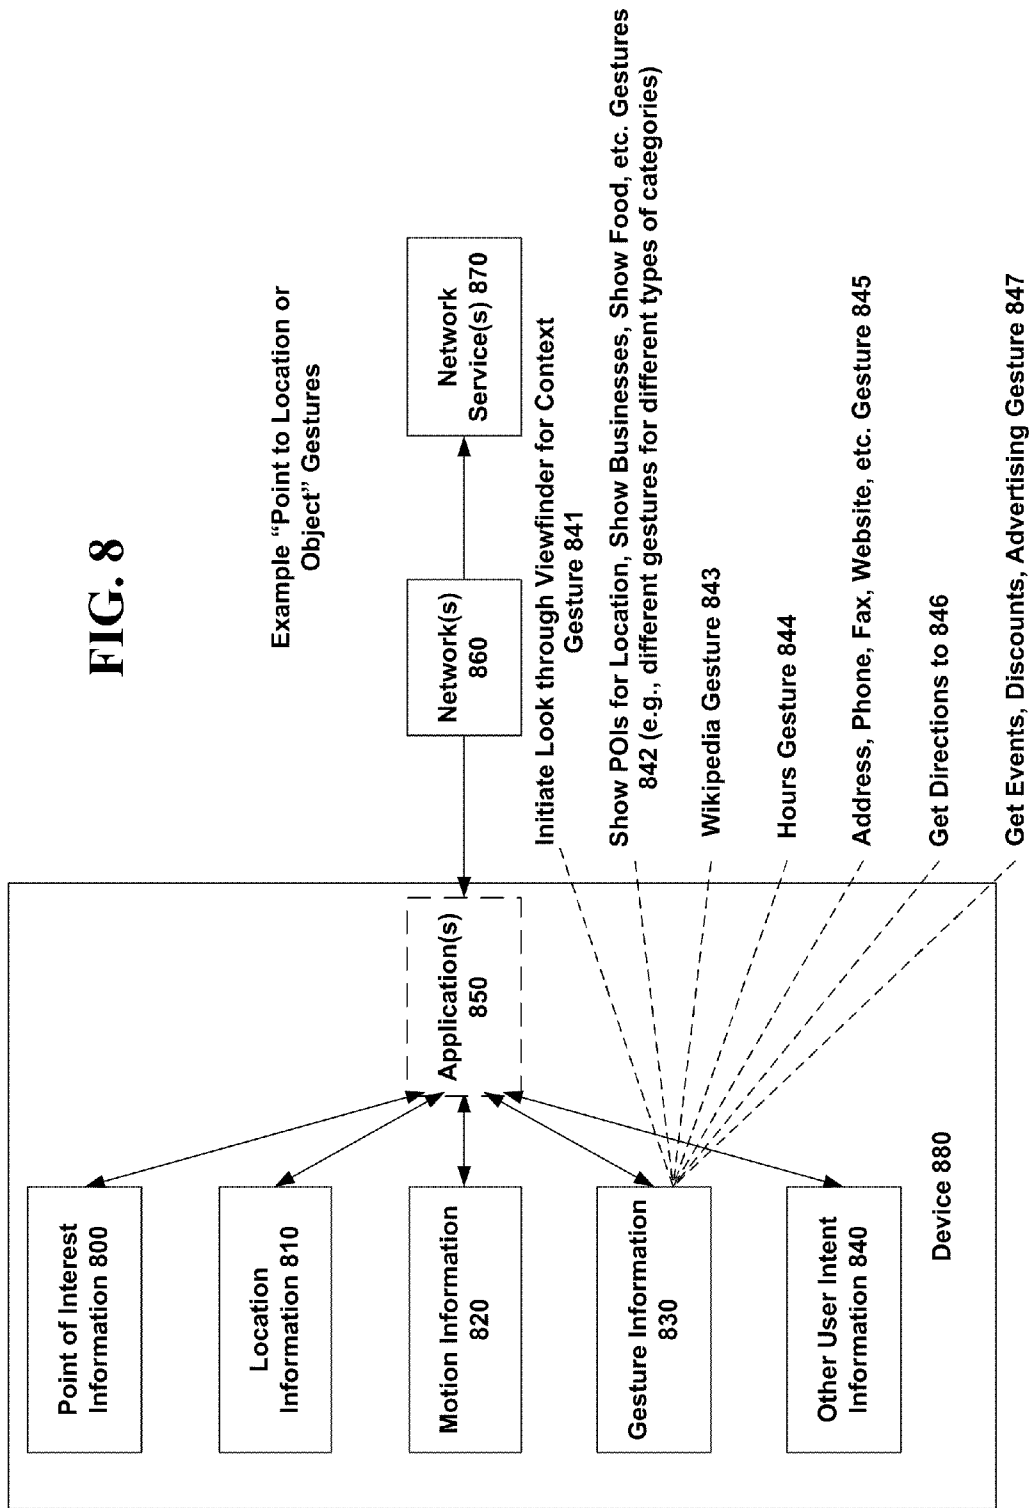 FIG. 8
Example “Point to Location or
Object” Gestures
Point of Interest
Information 800
Location
Information 810
Motion Information
820
Gesture Information
830
Other User Intent
Information 840
Device 880
Application(s)
850
Network(s)
860
Network
Service(s) 870
Initiate Look through Viewfinder for Context
Gesture 841
Show POIs for Location, Show Businesses, Show Food, etc. Gestures
842 (e.g., different gestures for different types of categories)
Wikipedia Gesture 843
Hours Gesture 844
Address, Phone, Fax, Website, etc. Gesture 845
Get Directions to 846
Get Events, Discounts, Advertising Gesture 847